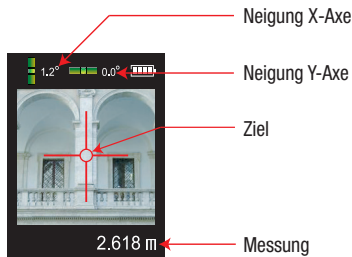 Neigung X-Axe
1.2° 0.0°
Neigung Y-Axe
Ziel
2.618 m
Messung